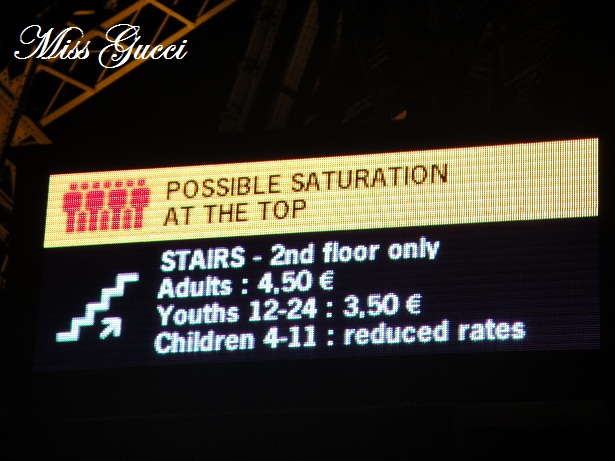 Miss Gucci
POSSIBLE SATURATION
AT THE TOP
STAIRS - 2nd floor only
Adults : 4,50 €
Youths 12-24 : 3,50 €
Children 4-11 : reduced rates